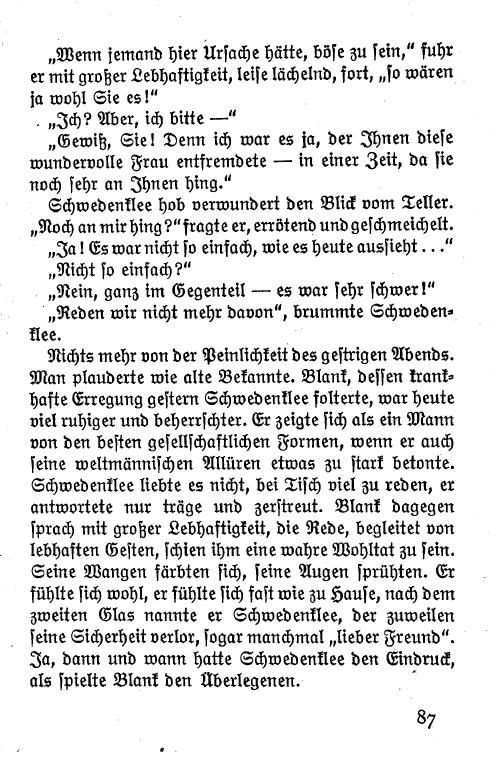 „Wenn jemand hier Ursache hätte, böse zu sein,“ fuhr
er mit großer Lebhaftigkeit, leise lächelnd, fort, „so wären
ja wohl Sie es!“
„Ich? Aber, ich bitte —“
„Gewiß, Sie! Denn ich war es ja, der Ihnen diese
wundervolle Frau entfremdete — in einer Zeit, da sie
noch sehr an Ihnen hing.“
Schwedenklee hob verwundert den Blick vom Teller.
„Noch an mir hing?“ fragte er, errötend und geschmeichelt.
„Ja! Es war nicht so einfach, wie es heute aussieht ...“
„Nicht so einfach?“
„Nein, ganz im Gegenteil — es war sehr schwer!“
„Reden wir nicht mehr davon“, brummte Schweden-
klee.
Nichts mehr von der Peinlichkeit des gestrigen Abends.
Man plauderte wie alte Bekannte. Blank, dessen krank-
hafte Erregung gestern Schwedenklee folterte, war heute
viel ruhiger und beherrschter. Er zeigte sich als ein Mann
von den besten gesellschaftlichen Formen, wenn er auch
seine weltmännischen Allüren etwas zu stark betonte.
Schwedenklee liebte es nicht, bei Tisch viel zu reden, er
antwortete nur träge und zerstreut. Blank dagegen
sprach mit großer Lebhaftigkeit, die Rede, begleitet von
lebhaften Gesten, schien ihm eine wahre Wohltat zu sein.
Seine Wangen färbten sich, seine Augen sprühten. Er
fühlte sich wohl, er fühlte sich fast wie zu Hause, nach dem
zweiten Glas nannte er Schwedenklee, der zuweilen
seine Sicherheit verlor, sogar manchmal „lieber Freund“.
Ja, dann und wann hatte Schwedenklee den Eindruck,
als spielte Blank den Überlegenen.
87